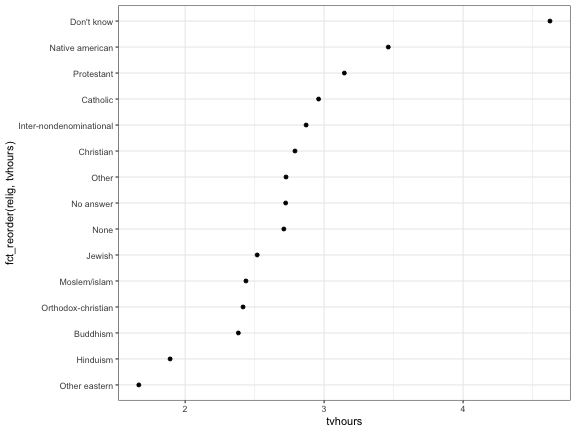 Don't know
Native american
Protestant
Catholic
Inter-nondenominational
Christian
Other
No answer
None
Jewish
Moslem/islam
Orthodox-christian
Buddhism
Hinduism
Other eastern
fct_reorder(relig, tvhours)
2 3 4
tvhours